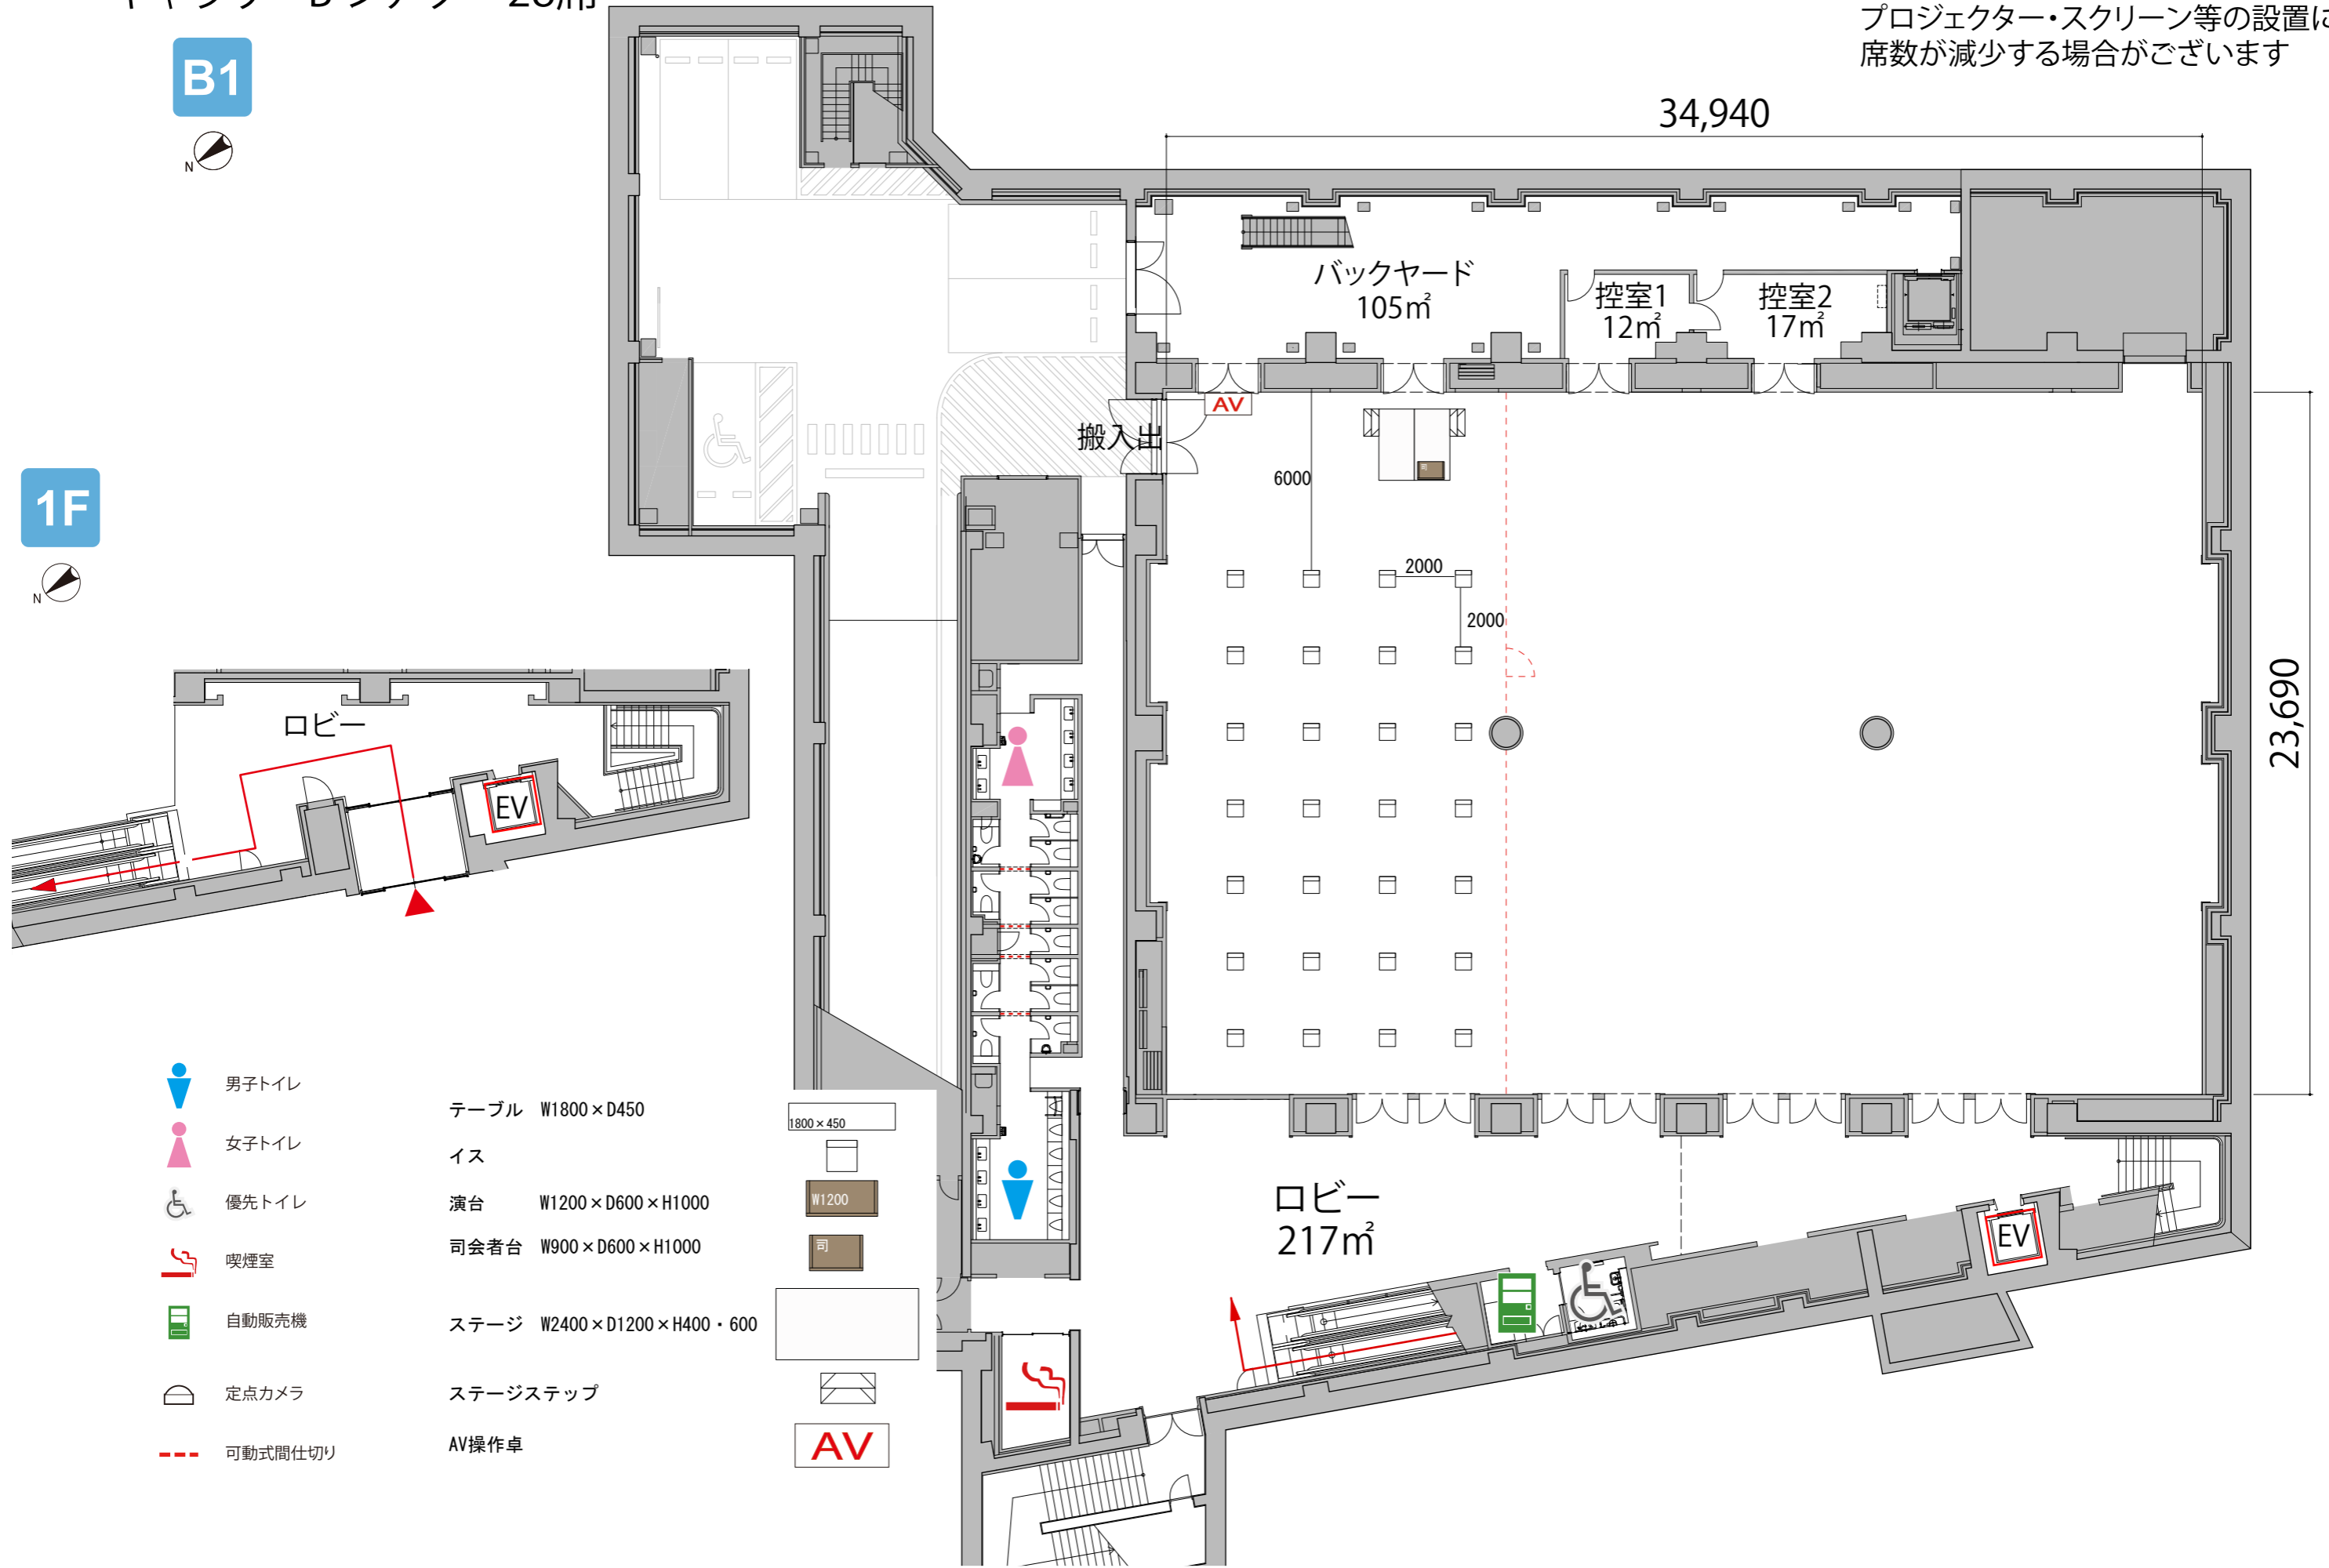 28席
プロジェクター・スクリーン等の設置に
席数が減少する場合がございます
B1
N
34,940
バックヤード
105㎡
控室1
12㎡
控室2
17㎡
AV
搬入出
司
6000
2000
2000
23,690
1F
N
ロビー
EV
ロビー
217㎡
EV
男子トイレ
女子トイレ
優先トイレ
喫煙室
自動販売機
定点カメラ
可動式間仕切り
テーブル W1800×D450
1800×450
イス
演台 W1200×D600×H1000
W1200
司会者台 W900×D600×H1000
司
ステージ W2400×D1200×H400・600
ステージステップ
AV操作卓
AV